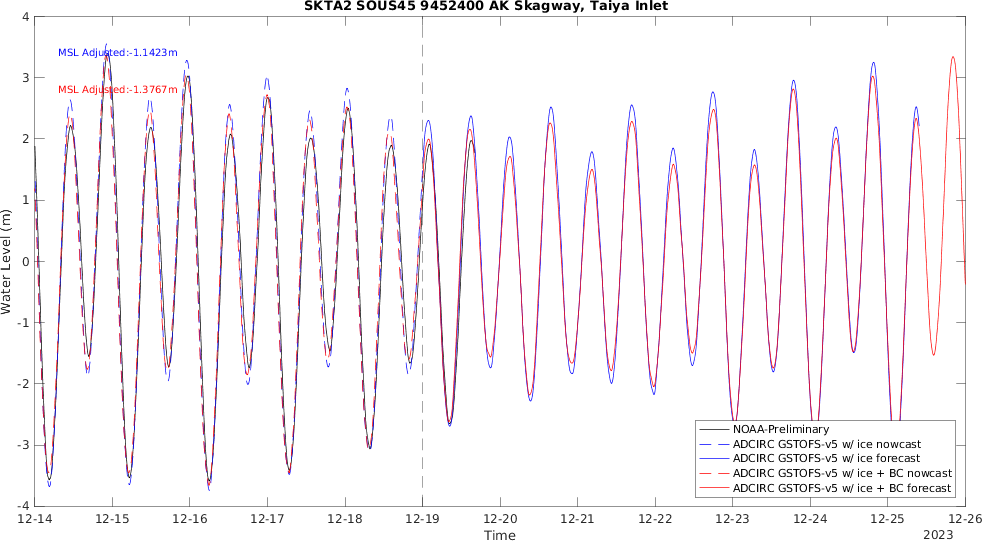 SKTA2 SOUS45 9452400 AK Skagway, Taiya Inlet
4
MSL Adjusted:-1.1423m
3
MSL Adjusted:-1.3767m
2
1
0
-1
-2
-3
-4
Water Level (m)
NOAA-Preliminary
ADCIRC GSTOFS-v5 w/ ice nowcast
ADCIRC GSTOFS-v5 w/ ice forecast
ADCIRC GSTOFS-v5 w/ ice + BC nowcast
ADCIRC GSTOFS-v5 w/ ice + BC forecast
12-14 12-15 12-16 12-17 12-18 12-19 12-20 12-21 12-22 12-23 12-24 12-25 12-26
Time
2023